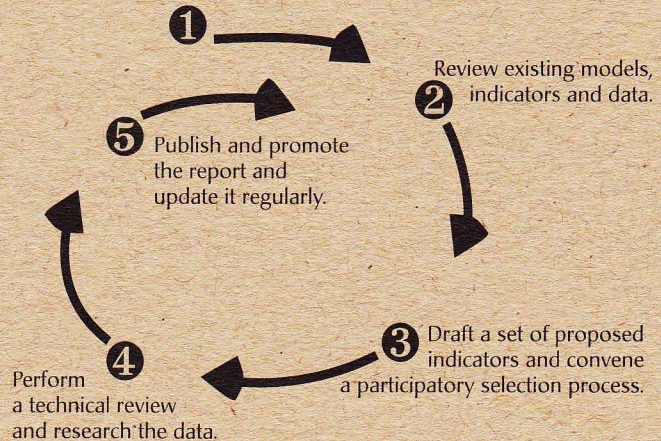 1
Review existing models,
2 indicators and data.
5 Publish and promote
the report and
update it regularly.
3 Draft a set of proposed
indicators and convene
a participatory selection process.
4
Perform
a technical review
and research the data.